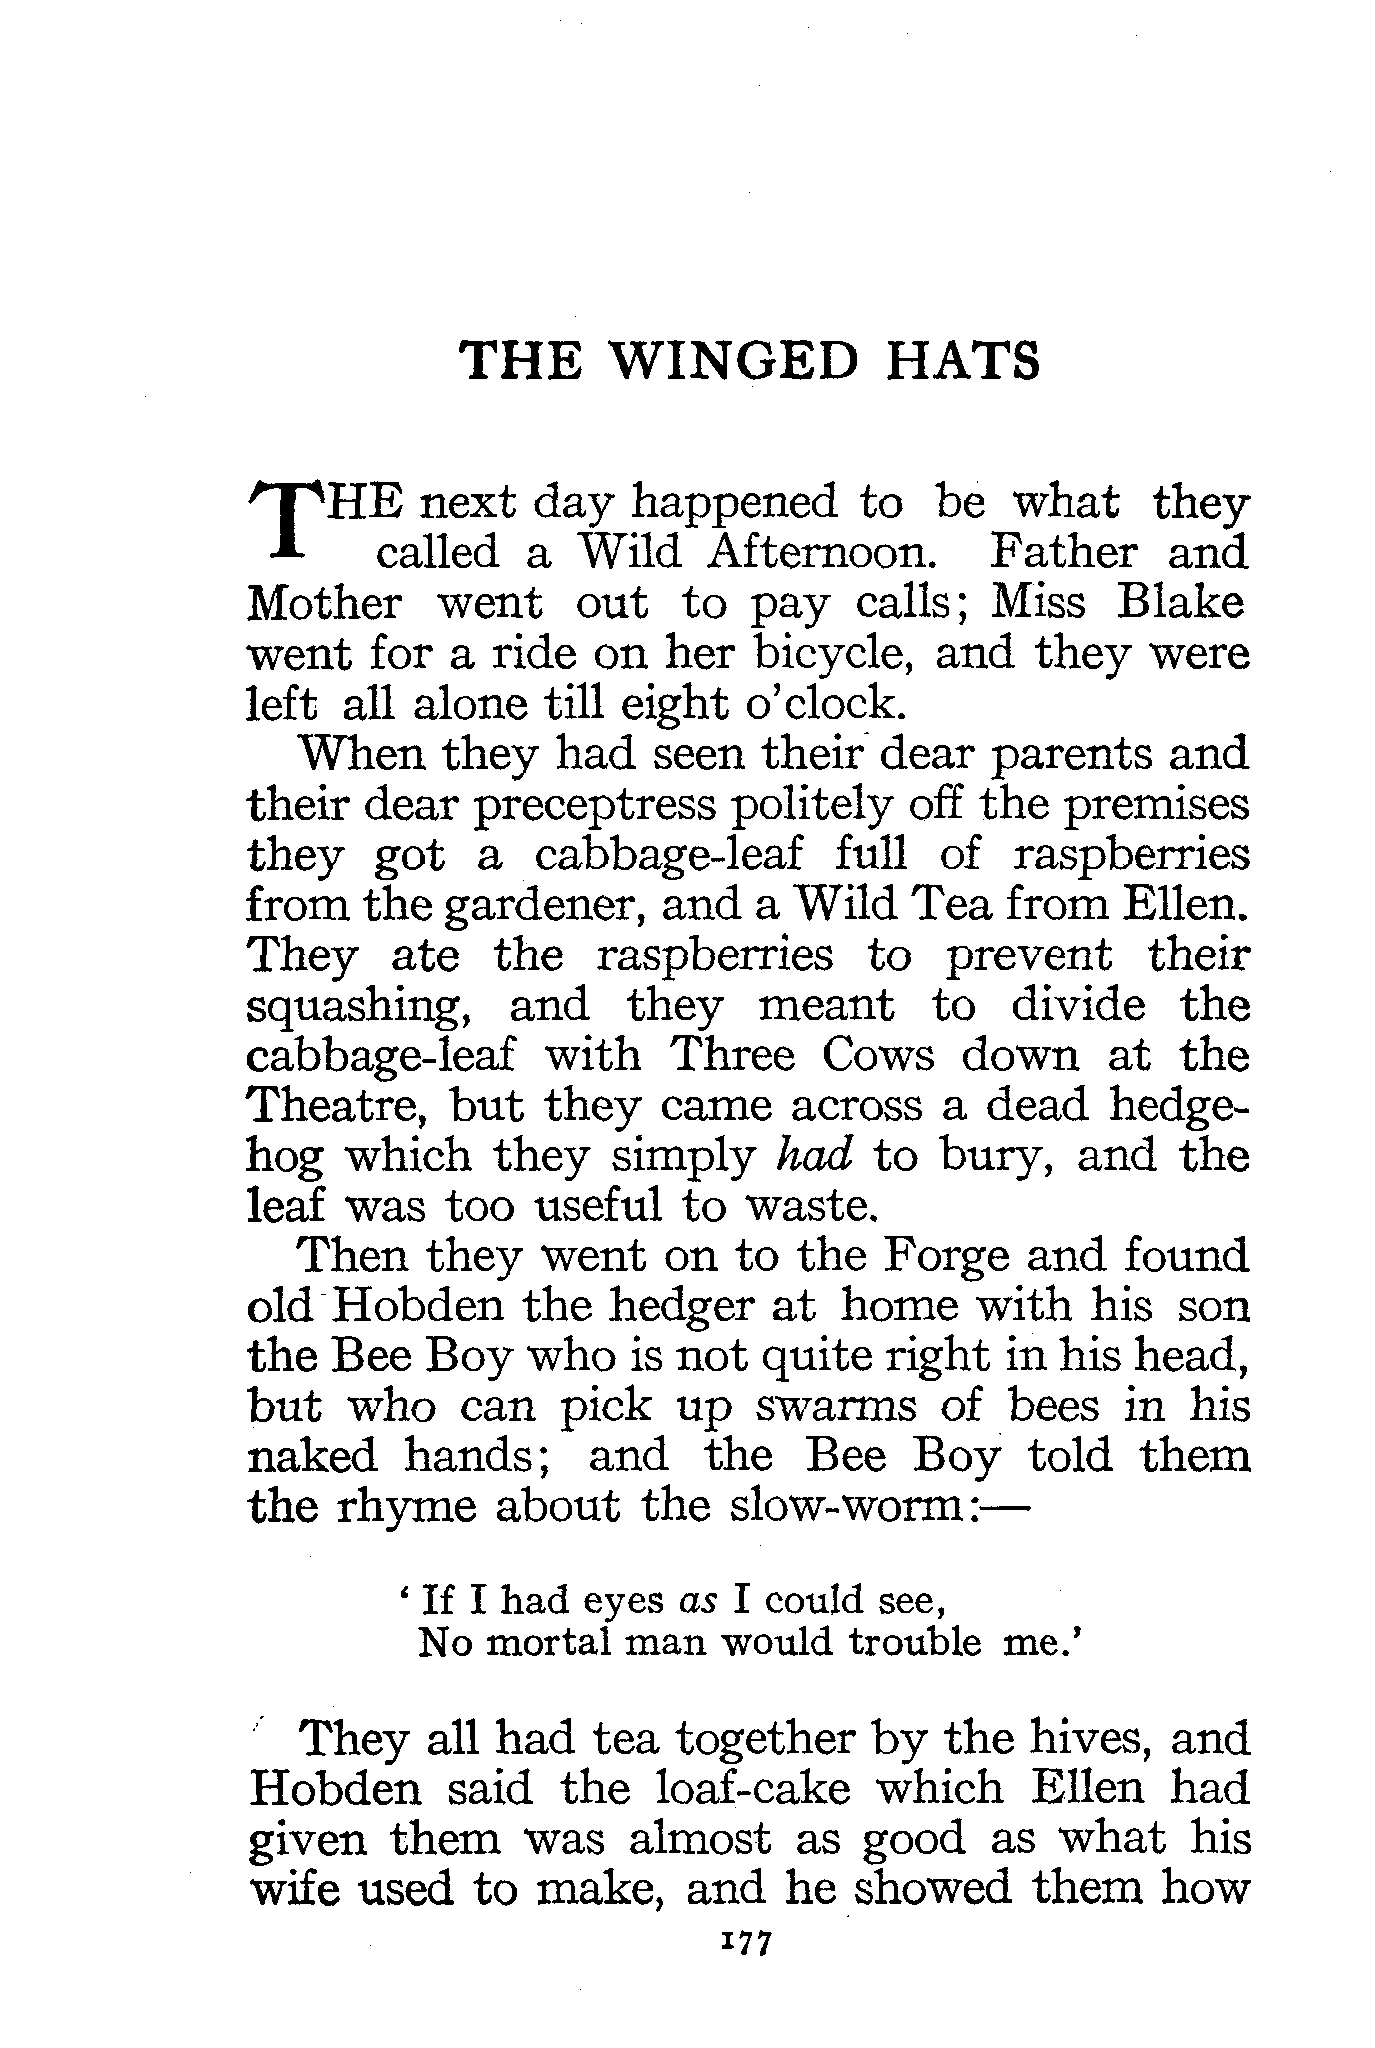 THE WINGED HATS
THE next day happened to be what they
called a Wild Afternoon. Father and
Mother went out to pay calls; Miss Blake
went for a ride on her bicycle, and they were
left all alone till eight o'clock.
When they had seen their dear parents and
their dear preceptress politely off the premises
they got a cabbage-leaf full of raspberries
from the gardener, and a Wild Tea from Ellen.
They ate the raspberries to prevent their
squashing, and they meant to divide the
cabbage-leaf with Three Cows down at the
Theatre, but they came across a dead hedge-
hog which they simply had to bury, and the
leaf was too useful to waste.
Then they went on to the Forge and found
old Hobden the hedger at home with his son
the Bee Boy who is not quite right in his head,
but who can pick up swarms of bees in his
naked hands; and the Bee Boy told them
the rhyme about the slow-worm:—
‘ If I had eyes as I could see,
No mortal man would trouble me.’
They all had tea together by the hives, and
Hobden said the loaf-cake which Ellen had
given them was almost as good as what his
wife used to make, and he showed them how
177